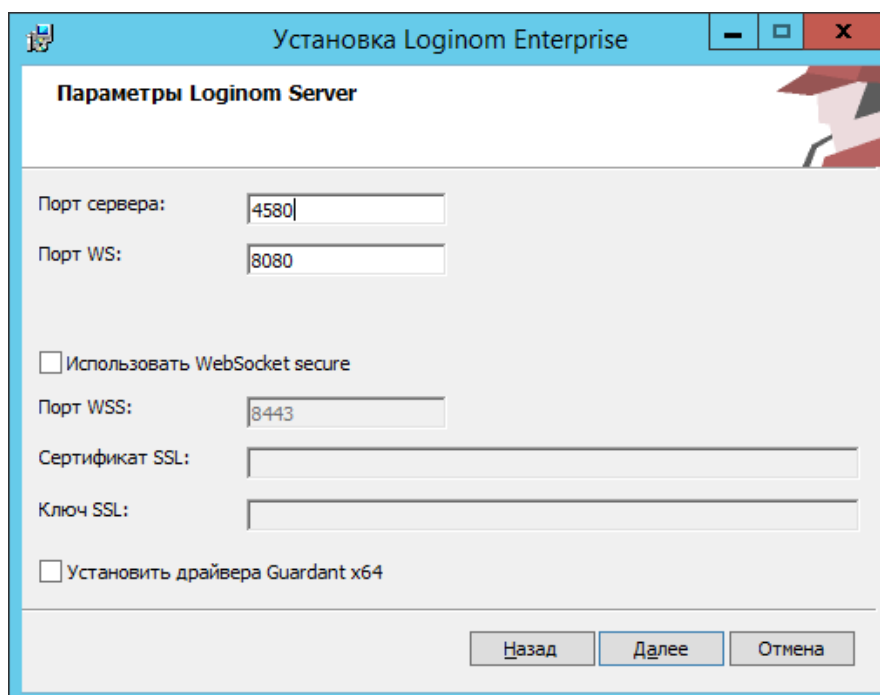 Установка Loginom Enterprise
Параметры Loginom Server
Порт сервера: 4580
Порт WS: 8080
Использовать WebSocket secure
Порт WSS: 8443
Сертификат SSL:
Ключ SSL:
Установить драйвера Guardant x64
Назад Далее Отмена